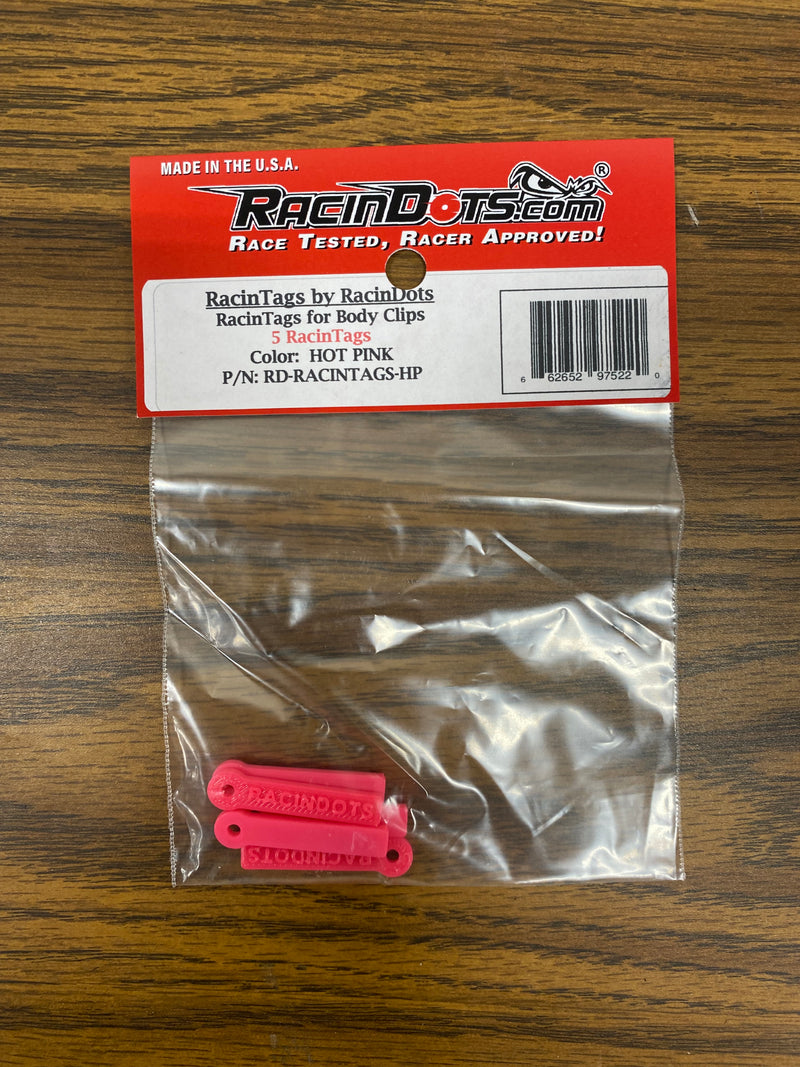 MADE IN THE U.S.A.
RACINDOTS.COM ®
RACE TESTED, RACER APPROVED!
RacinTags by RacinDots
RacinTags for Body Clips
5 RacinTags
Color: HOT PINK
P/N: RD-RACINTAGS-HP
6 62652 97522 0
RACINDOTS
RACINDOTS